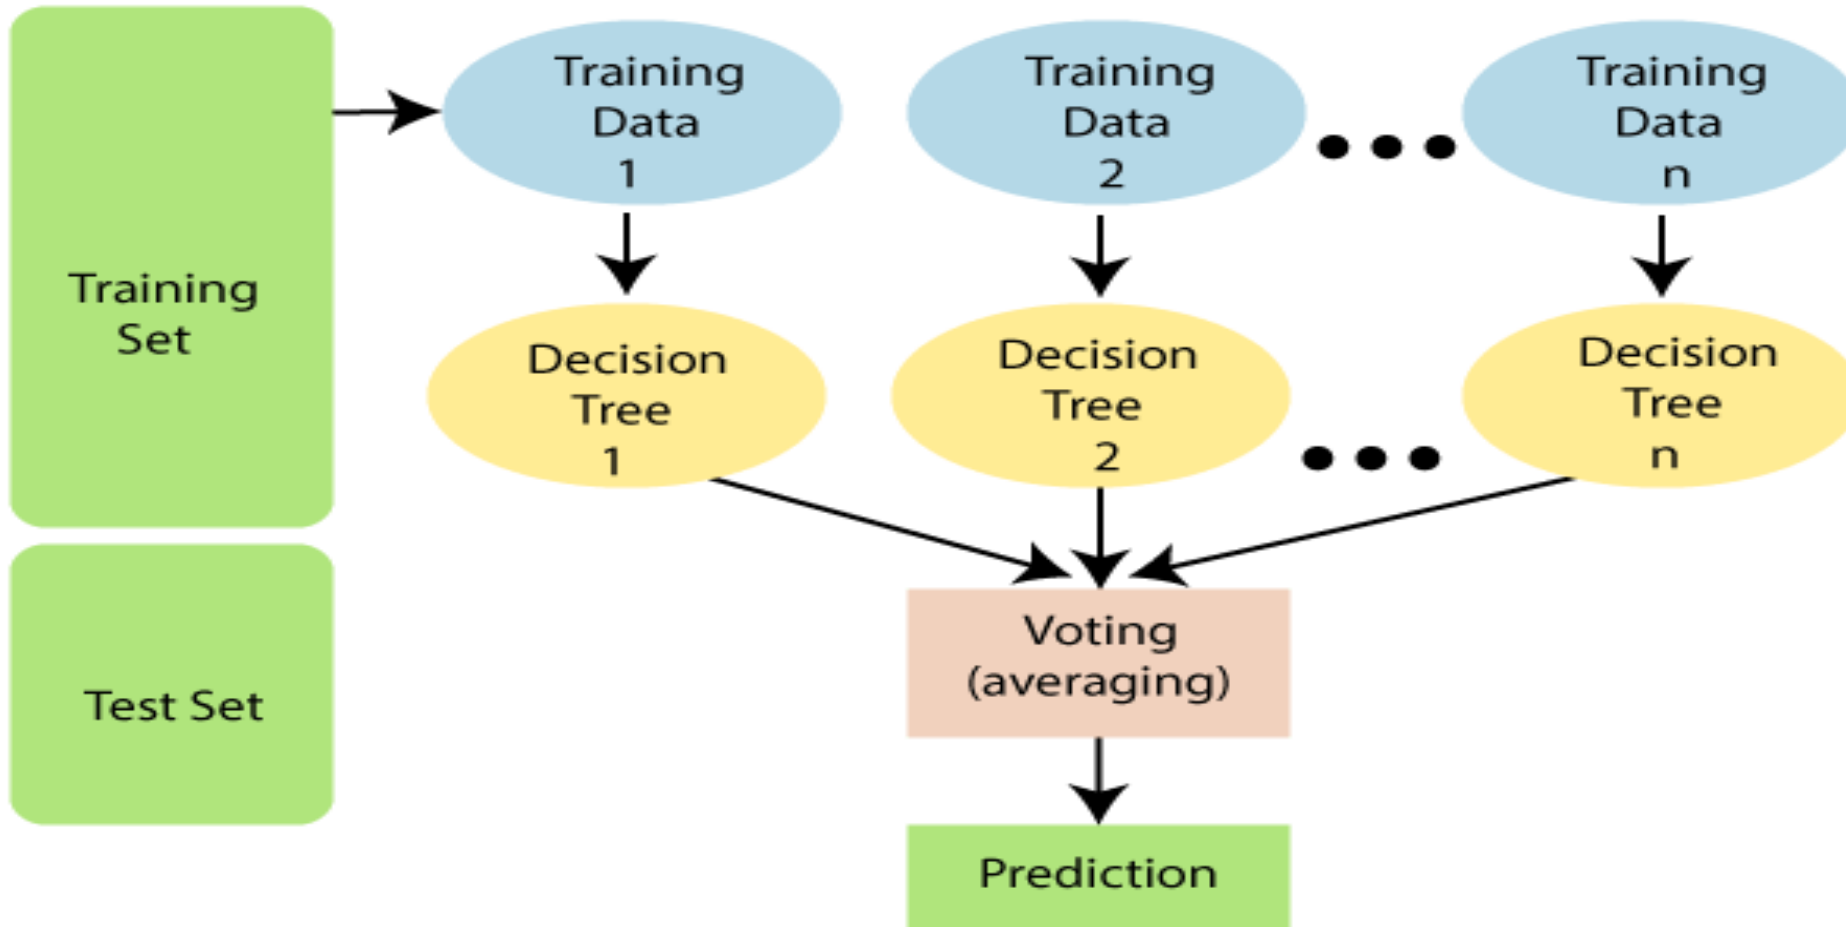 Training
Set
Test Set
Training
Data
1
Training
Data
2
Training
Data
n
Decision
Tree
1
Decision
Tree
2
Decision
Tree
n
Voting
(averaging)
Prediction